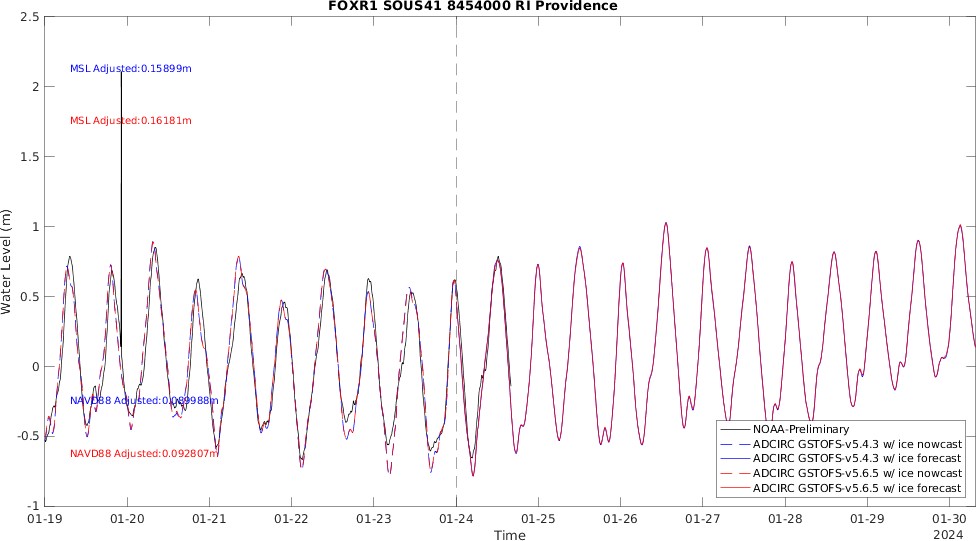 FOXR1 SOUS41 8454000 RI Providence
2.5
2
1.5
1
0.5
0
-0.5
-1
Water Level (m)
MSL Adjusted:0.15899m
MSL Adjusted:0.16181m
NAVD88 Adjusted:0.089988m
NAVD88 Adjusted:0.092807m
NOAA-Preliminary
ADCIRC GSTOFS-v5.4.3 w/ ice nowcast
ADCIRC GSTOFS-v5.4.3 w/ ice forecast
ADCIRC GSTOFS-v5.6.5 w/ ice nowcast
ADCIRC GSTOFS-v5.6.5 w/ ice forecast
01-19 01-20 01-21 01-22 01-23 01-24 01-25 01-26 01-27 01-28 01-29 01-30
2024
Time